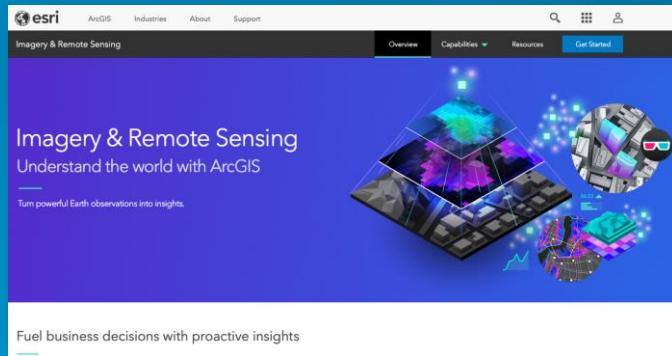 esri
ArcGIS Industries About Support
Imagery & Remote Sensing
Overview Capabilities Resources Get Started
Imagery & Remote Sensing
Understand the world with ArcGIS
Turn powerful Earth observations into insights.
Fuel business decisions with proactive insights